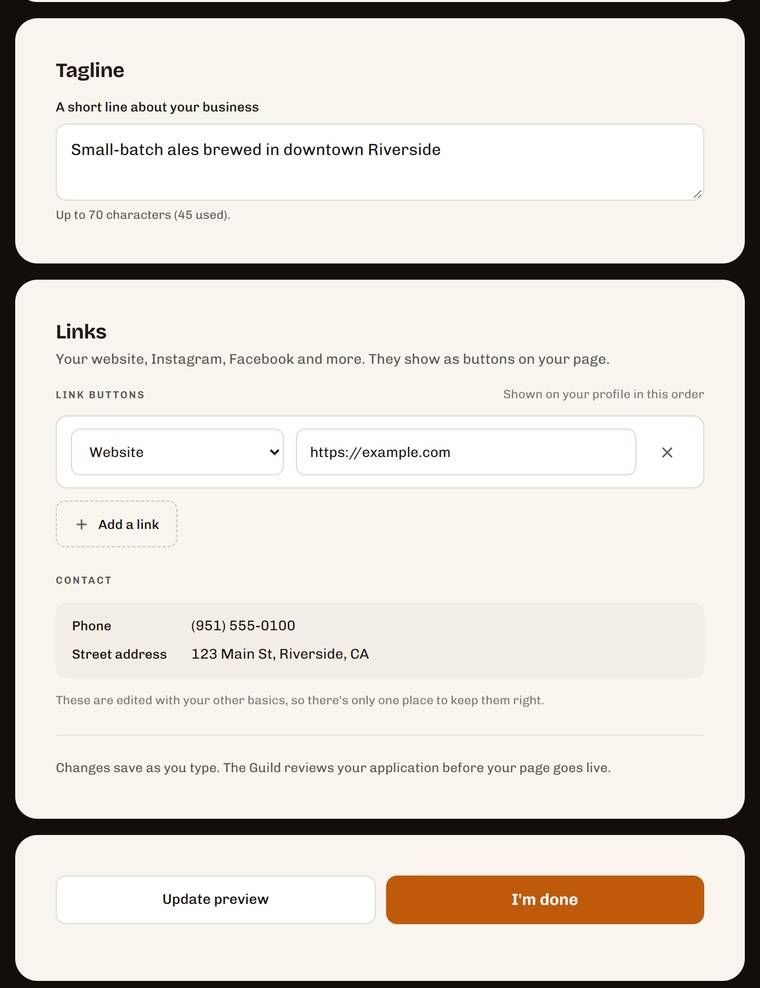 Tagline
A short line about your business
Small-batch ales brewed in downtown Riverside
Up to 70 characters (45 used).
Links
Your website, Instagram, Facebook and more. They show as buttons on your page.
LINK BUTTONS
Shown on your profile in this order
Website
https://example.com
Add a link
CONTACT
Phone (951) 555-0100
Street address 123 Main St, Riverside, CA
These are edited with your other basics, so there's only one place to keep them right.
Changes save as you type. The Guild reviews your application before your page goes live.
Update preview
I'm done